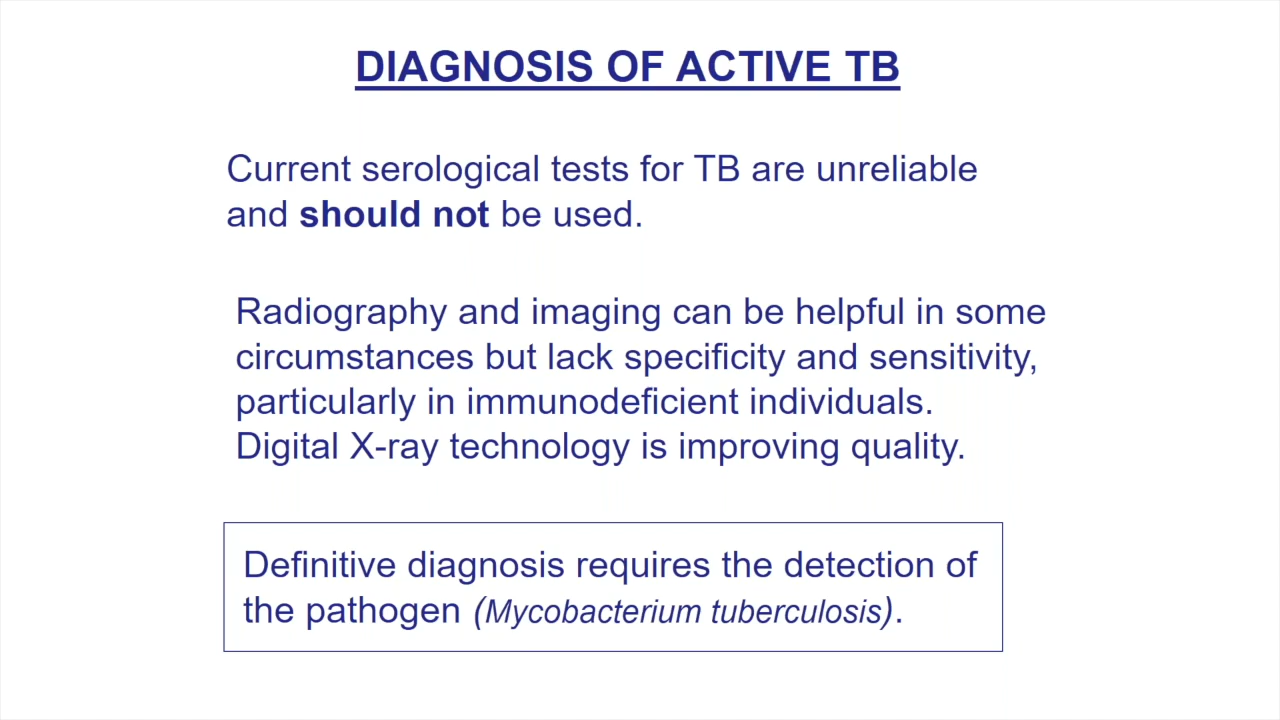 DIAGNOSIS OF ACTIVE TB
Current serological tests for TB are unreliable
and should not be used.
Radiography and imaging can be helpful in some
circumstances but lack specificity and sensitivity,
particularly in immunodeficient individuals.
Digital X-ray technology is improving quality.
Definitive diagnosis requires the detection of
the pathogen (Mycobacterium tuberculosis).